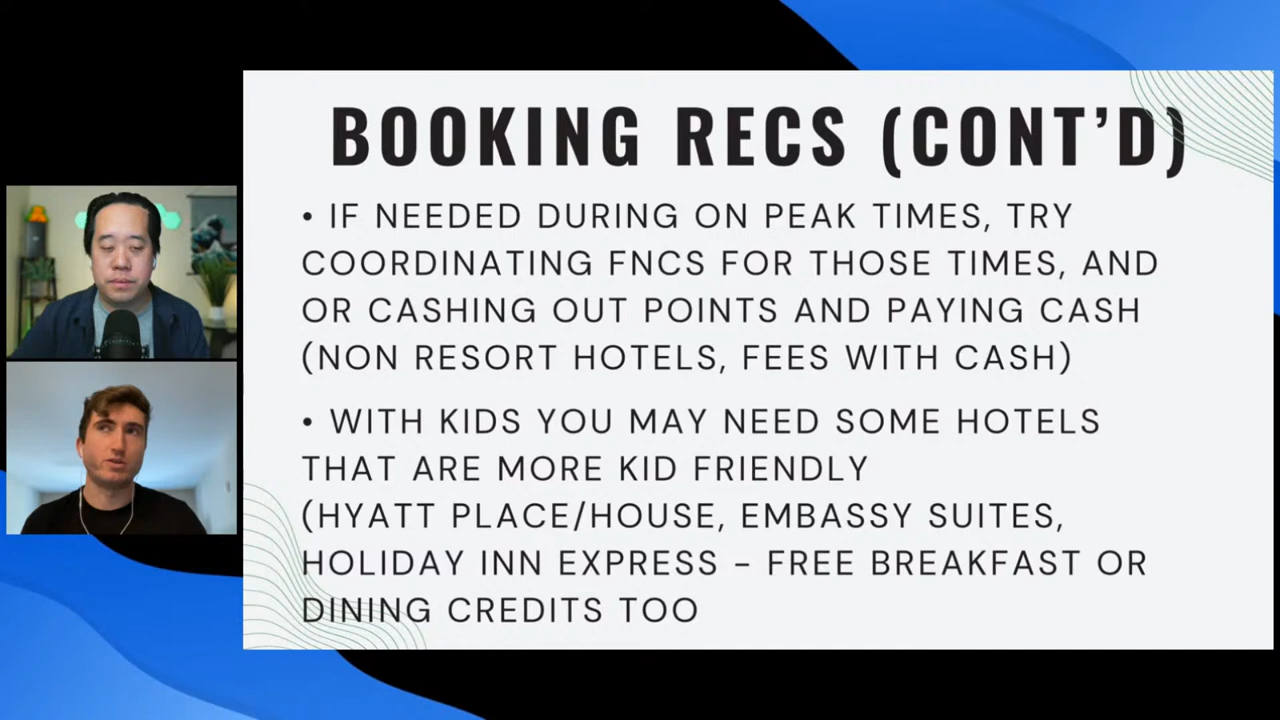 BOOKING RECS (CONT’D)
• IF NEEDED DURING ON PEAK TIMES, TRY
COORDINATING FNCS FOR THOSE TIMES, AND
OR CASHING OUT POINTS AND PAYING CASH
(NON RESORT HOTELS, FEES WITH CASH)
• WITH KIDS YOU MAY NEED SOME HOTELS
THAT ARE MORE KID FRIENDLY
(HYATT PLACE/HOUSE, EMBASSY SUITES,
HOLIDAY INN EXPRESS – FREE BREAKFAST OR
DINING CREDITS TOO